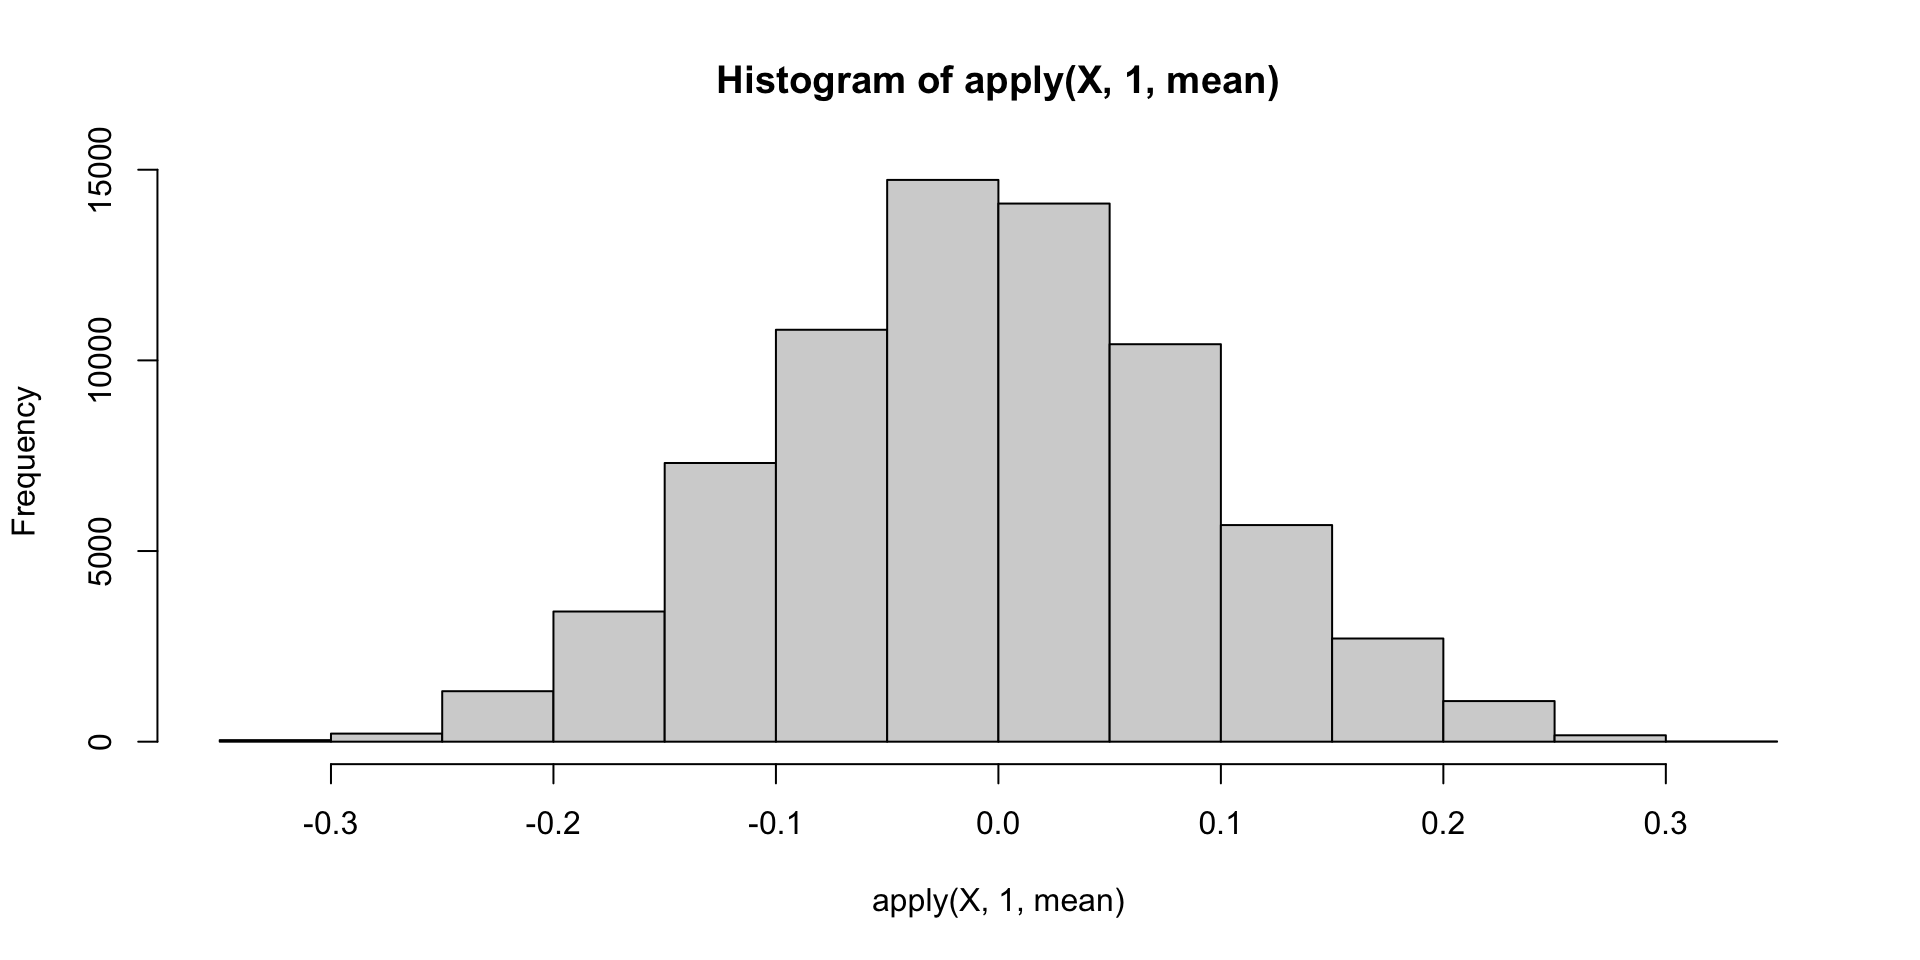 Histogram of apply(X, 1, mean)
Frequency
15000
10000
5000
0
-0.3 -0.2 -0.1 0.0 0.1 0.2 0.3
apply(X, 1, mean)